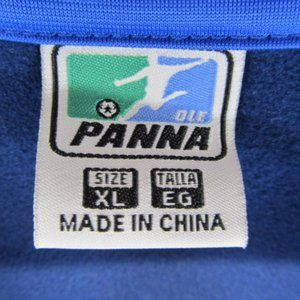 OLE
PANNA
SIZE TALLA
XL EG
MADE IN CHINA